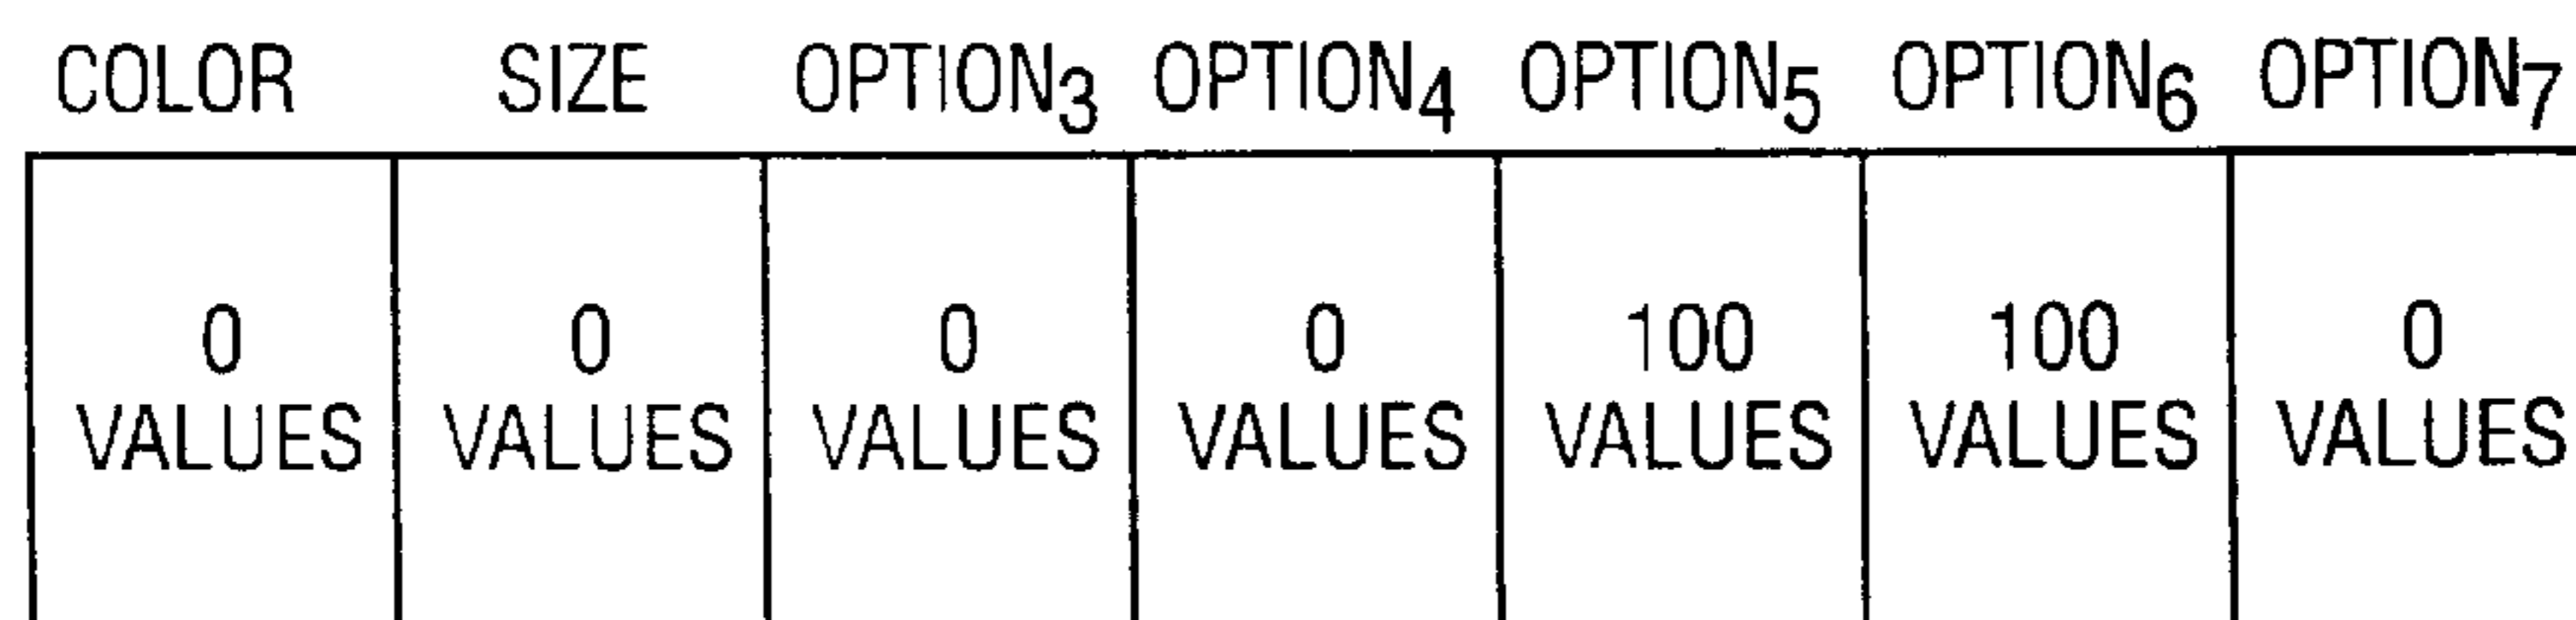 COLOR SIZE OPTION3 OPTION4 OPTION5 OPTION6 OPTION7
0 0 0 0 100 100 0
VALUES VALUES VALUES VALUES VALUES VALUES VALUES